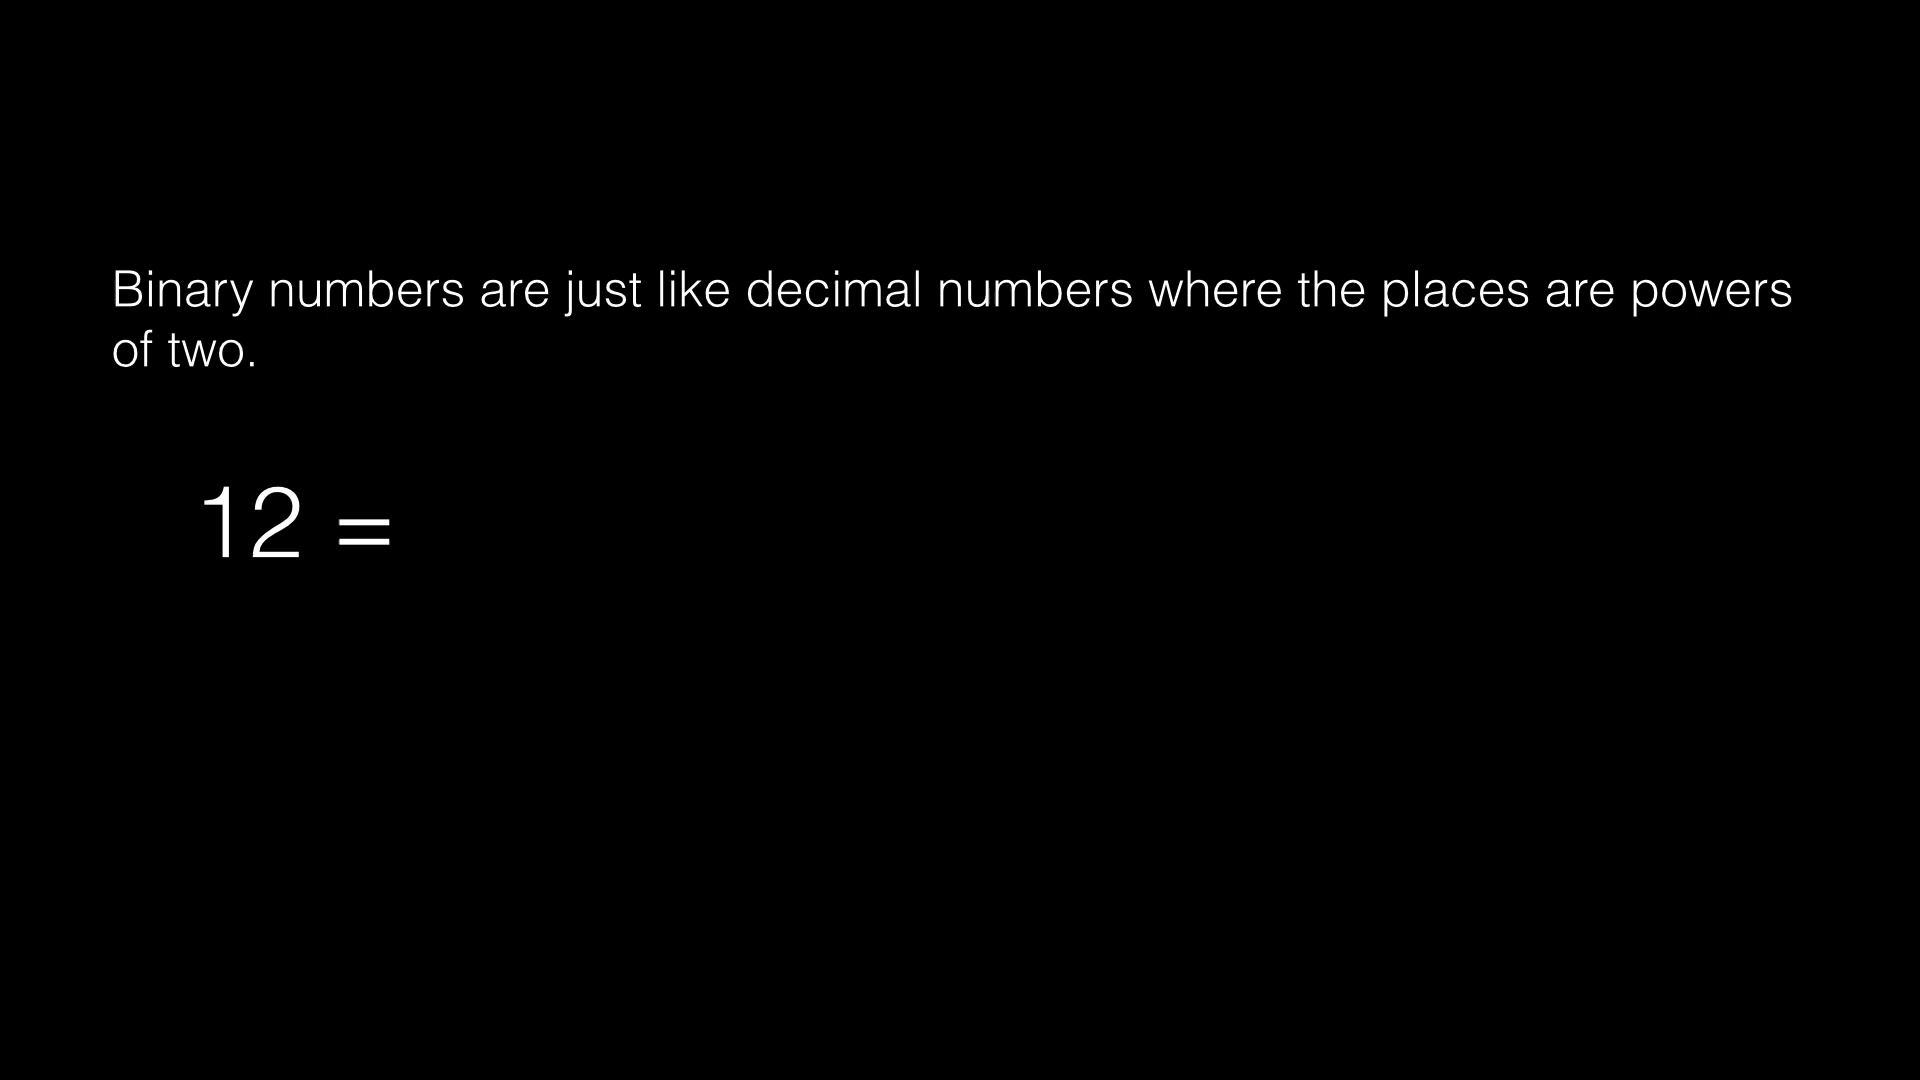 Binary numbers are just like decimal numbers where the places are powers
of two.
12 =